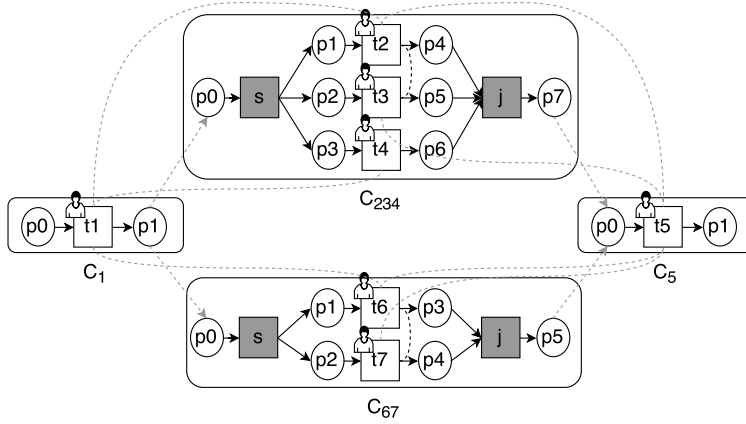 p1 t2 p4
p0 s p2 t3 p5 j p7
p3 t4 p6
C234
p0 t1 p1
C1
p0 t5 p1
C5
p1 t6 p3
p0 s j p5
p2 t7 p4
C67